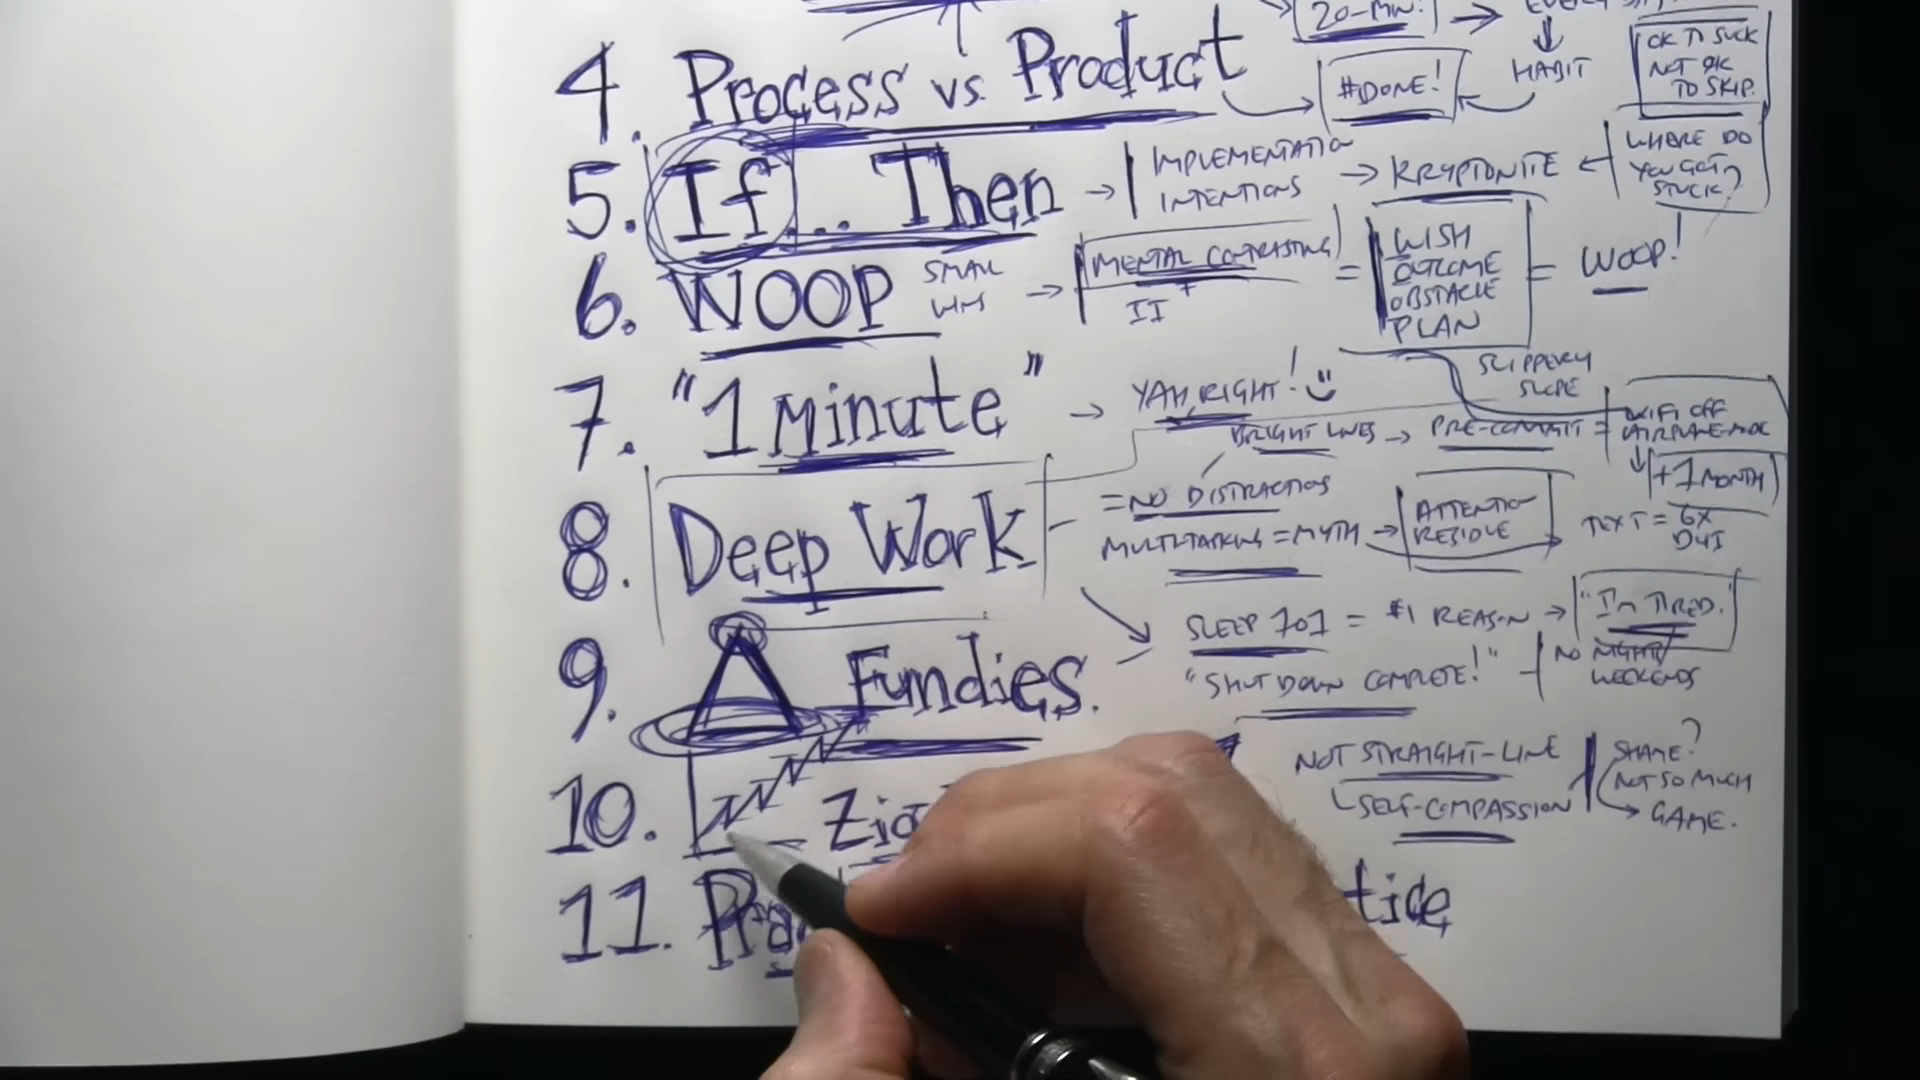 20-MIN.
HABIT
OK TO SUCK
NOT OK
TO SKIP.
4. Process vs. Product
#DONE!
5. If... Then
IMPLEMENTATION
INTENTIONS
KRYPTONITE
WHERE DO
YOU GET
STUCK?
6. WOOP
SMALL
WINS
MENTAL CONTRASTING
+
II
=
WISH
OUTCOME
OBSTACLE
PLAN
= WOOP!
7. "1 Minute"
YAH, RIGHT!
SLIPPERY
SLOPE
BRIGHT LINES
PRE-COMMIT =
WIFI OFF
AIRPLANE MODE
+1 MONTH
8. Deep Work
= NO DISTRACTIONS
MULTITASKING = MYTH
ATTENTION
RESIDUE
TEXT = 6X
DUI
9. Fundies.
SLEEP 101 = #1 REASON
"I'M TIRED."
"SHUT DOWN COMPLETE!"
NO NIGHTS/
WEEKENDS
10.
NOT STRAIGHT-LINE
SELF-COMPASSION
SHAME?
NOT SO MUCH
GAME.
11.